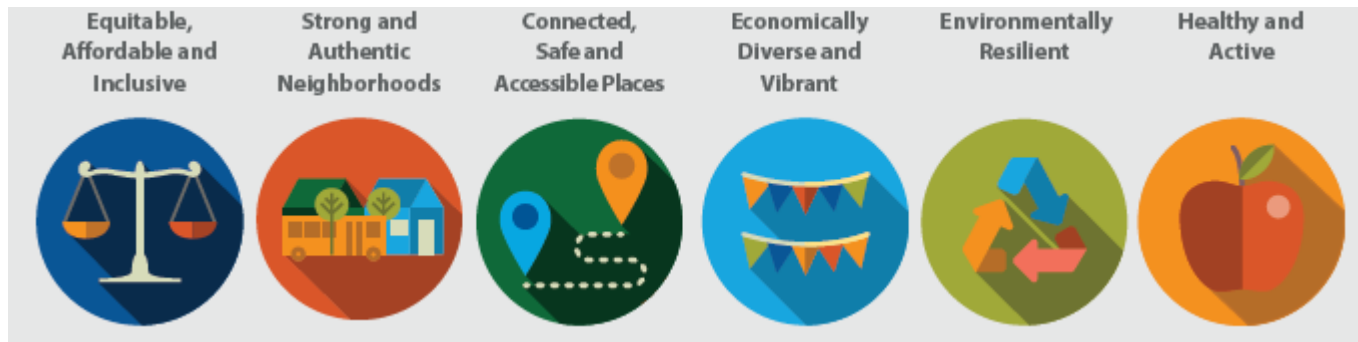 Equitable,
Affordable and
Inclusive
Strong and
Authentic
Neighborhoods
Connected,
Safe and
Accessible Places
Economically
Diverse and
Vibrant
Environmentally
Resilient
Healthy and
Active